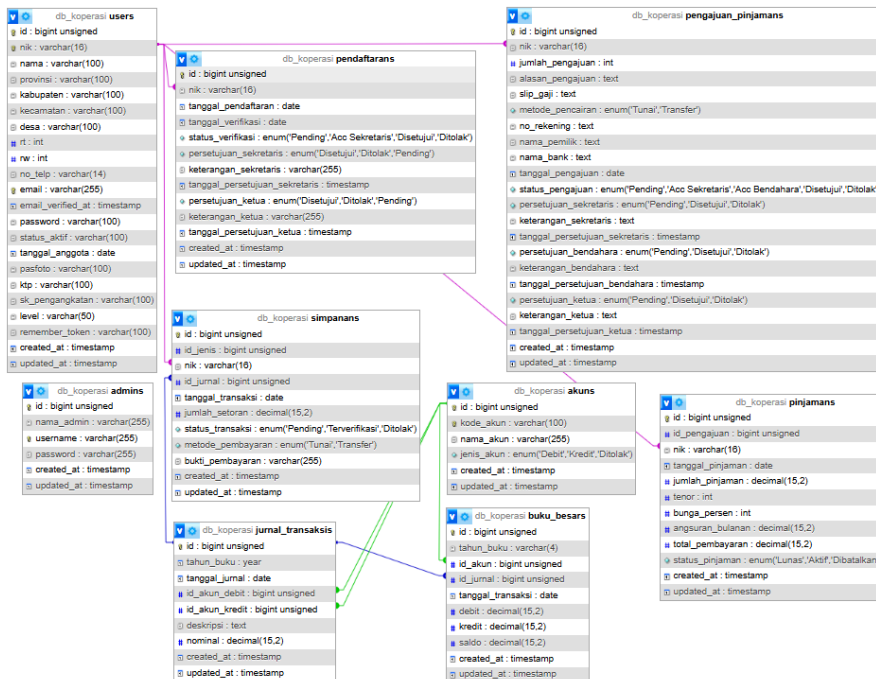 db_koperasi users
id : bigint unsigned
nik : varchar(16)
nama : varchar(100)
provinsi : varchar(100)
kabupaten : varchar(100)
kecamatan : varchar(100)
desa : varchar(100)
rt : int
rw : int
no_telp : varchar(14)
email : varchar(255)
email_verified_at : timestamp
password : varchar(100)
status_aktif : varchar(100)
tanggal_anggota : date
pasfoto : varchar(100)
ktp : varchar(100)
sk_pengangkatan : varchar(100)
level : varchar(50)
remember_token : varchar(100)
created_at : timestamp
updated_at : timestamp
db_koperasi pendaftarans
id : bigint unsigned
nik : varchar(16)
tanggal_pendaftaran : date
tanggal_verifikasi : date
status_verifikasi : enum('Pending','Acc Sekretaris','Disetujui','Ditolak')
persetujuan_sekretaris : enum('Disetujui','Ditolak','Pending')
keterangan_sekretaris : varchar(255)
tanggal_persetujuan_sekretaris : timestamp
persetujuan_ketua : enum('Disetujui','Ditolak','Pending')
keterangan_ketua : varchar(255)
tanggal_persetujuan_ketua : timestamp
created_at : timestamp
updated_at : timestamp
db_koperasi pengajuan_pinjamans
id : bigint unsigned
nik : varchar(16)
jumlah_pengajuan : int
alasan_pengajuan : text
slip_gaji : text
metode_pencairan : enum('Tunai','Transfer')
no_rekening : text
nama_pemilik : text
nama_bank : text
tanggal_pengajuan : date
status_pengajuan : enum('Pending','Acc Sekretaris','Acc Bendahara','Disetujui','Ditolak'
persetujuan_sekretaris : enum('Pending','Disetujui','Ditolak')
keterangan_sekretaris : text
tanggal_persetujuan_sekretaris : timestamp
persetujuan_bendahara : enum('Pending','Disetujui','Ditolak')
keterangan_bendahara : text
tanggal_persetujuan_bendahara : timestamp
persetujuan_ketua : enum('Pending','Disetujui','Ditolak')
keterangan_ketua : text
tanggal_persetujuan_ketua : timestamp
created_at : timestamp
updated_at : timestamp
db_koperasi simpanans
id : bigint unsigned
id_jenis : bigint unsigned
nik : varchar(16)
id_jurnal : bigint unsigned
tanggal_transaksi : date
jumlah_setoran : decimal(15,2)
status_transaksi : enum('Pending','Terverifikasi','Ditolak')
metode_pembayaran : enum('Tunai','Transfer')
bukti_pembayaran : varchar(255)
created_at : timestamp
updated_at : timestamp
db_koperasi admins
id : bigint unsigned
nama_admin : varchar(255)
username : varchar(255)
password : varchar(255)
created_at : timestamp
updated_at : timestamp
db_koperasi akuns
id : bigint unsigned
kode_akun : varchar(100)
nama_akun : varchar(255)
jenis_akun : enum('Debit','Kredit','Ditolak')
created_at : timestamp
updated_at : timestamp
db_koperasi pinjamans
id : bigint unsigned
id_pengajuan : bigint unsigned
nik : varchar(16)
tanggal_pinjaman : date
jumlah_pinjaman : decimal(15,2)
tenor : int
bunga_persen : int
angsuran_bulanan : decimal(15,2)
total_pembayaran : decimal(15,2)
status_pinjaman : enum('Lunas','Aktif','Dibatalkan
created_at : timestamp
updated_at : timestamp
db_koperasi jurnal_transaksis
id : bigint unsigned
tahun_buku : year
tanggal_jurnal : date
id_akun_debit : bigint unsigned
id_akun_kredit : bigint unsigned
deskripsi : text
nominal : decimal(15,2)
created_at : timestamp
updated_at : timestamp
db_koperasi buku_besars
id : bigint unsigned
tahun_buku : varchar(4)
id_akun : bigint unsigned
id_jurnal : bigint unsigned
tanggal_transaksi : date
debit : decimal(15,2)
kredit : decimal(15,2)
saldo : decimal(15,2)
created_at : timestamp
updated_at : timestamp